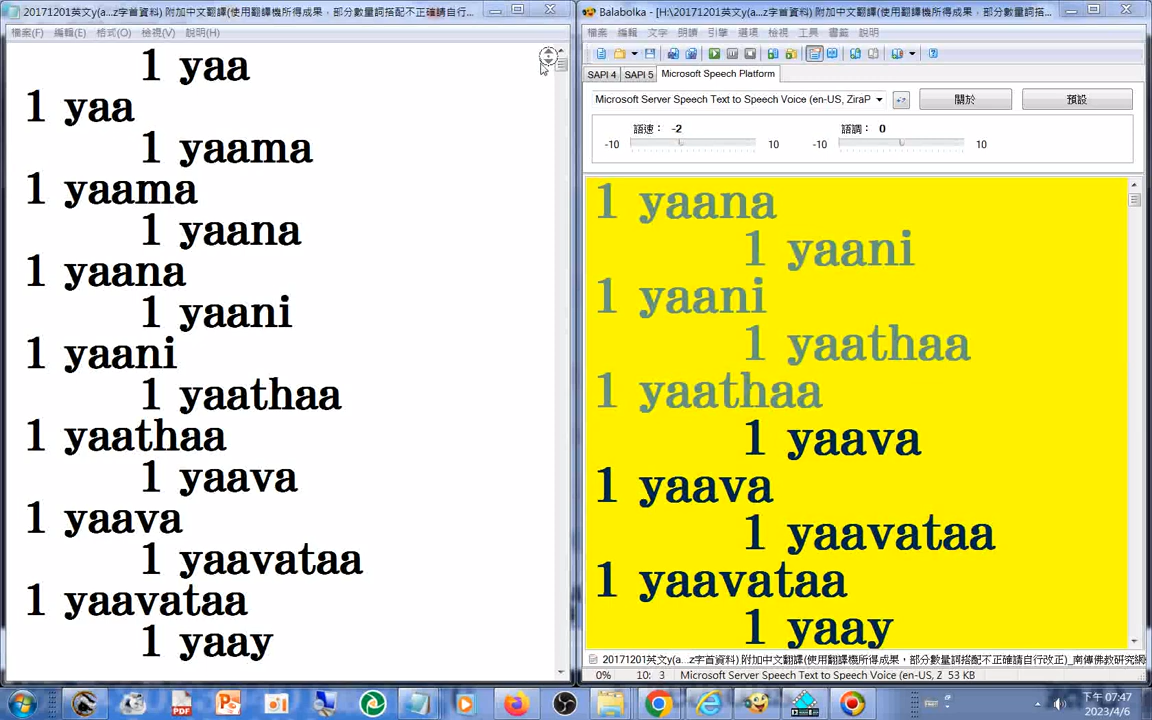 20171201英文y(a...z字首資料) 附加中文翻譯(使用翻譯機所得成果，部分數量詞搭配不正確請自行...
檔案(F) 編輯(E) 格式(O) 檢視(V) 說明(H)
1 yaa
1 yaa
1 yaama
1 yaama
1 yaana
1 yaana
1 yaani
1 yaani
1 yaathaa
1 yaathaa
1 yaava
1 yaava
1 yaavataa
1 yaavataa
1 yaay
Balabolka - [H:\20171201英文y(a...z字首資料) 附加中文翻譯(使用翻譯機所得成果，部分數量詞搭配不正確請自...
檔案 編輯 文字 朗讀 引擎 選項 檢視 工具 書籤 說明
SAPI 4 SAPI 5 Microsoft Speech Platform
Microsoft Server Speech Text to Speech Voice (en-US, ZiraP 關於 預設
語速： -2 語調： 0
-10 10 -10 10
1 yaana
1 yaani
1 yaani
1 yaathaa
1 yaathaa
1 yaava
1 yaava
1 yaavataa
1 yaavataa
1 yaay
20171201英文y(a...z字首資料) 附加中文翻譯(使用翻譯機所得成果，部分數量詞搭配不正確請自行改正)_南傳佛教研究網
0% 10: 3 Microsoft Server Speech Text to Speech Voice (en-US, Z 53 KB
PDF
下午 07:47
2023/4/6